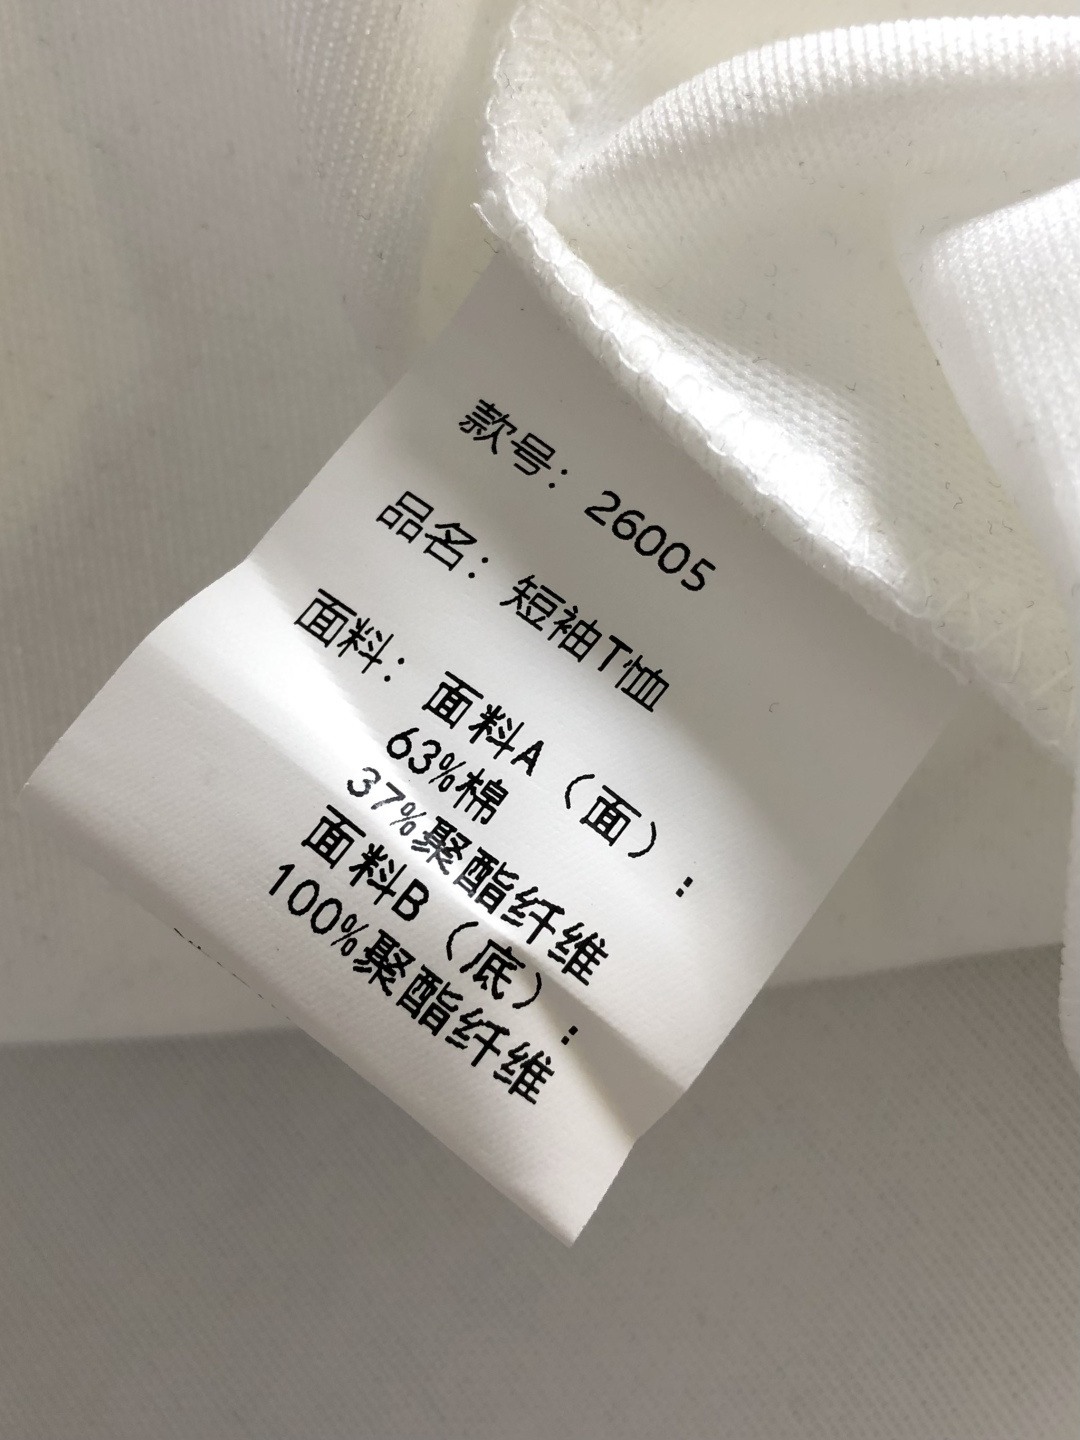 款号：26005
品名：短袖T恤
面料：面料A（面）：
63%棉
37%聚酯纤维
面料B（底）：
100%聚酯纤维